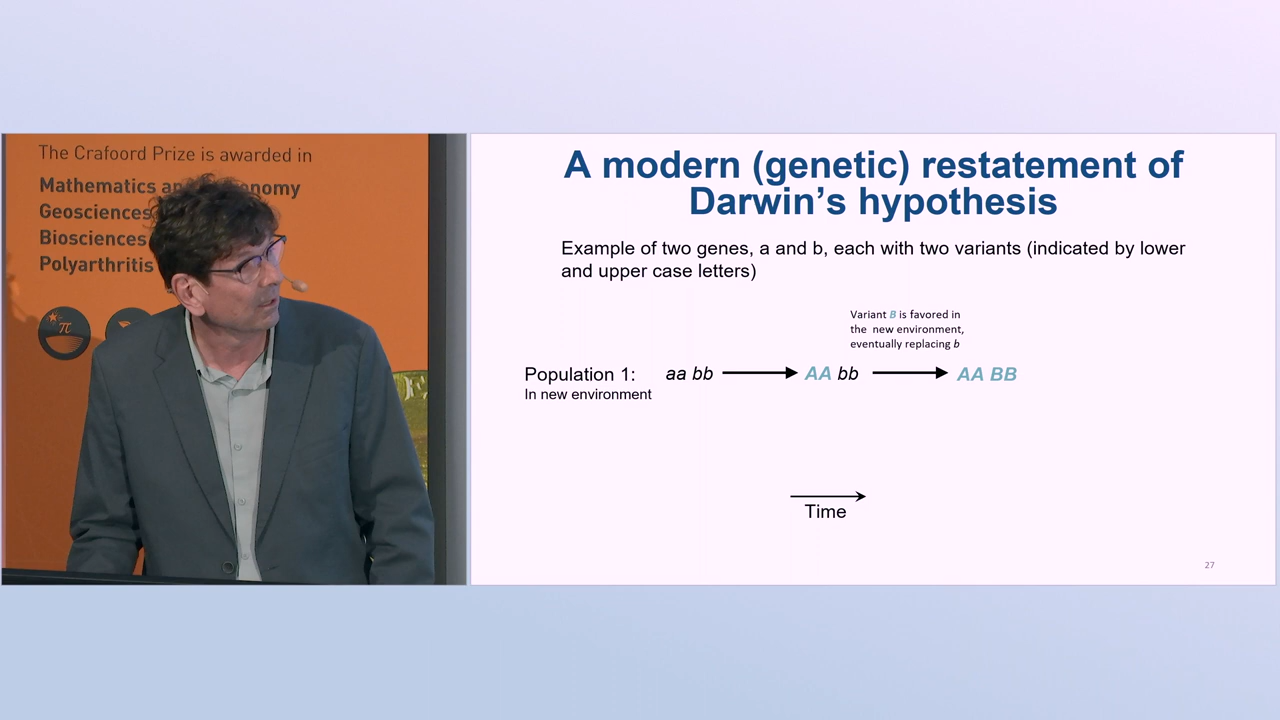 The Crafoord Prize is awarded in
Mathematics an onomy
Geosciences
Biosciences
Polyarthritis
π
A modern (genetic) restatement of
Darwin's hypothesis
Example of two genes, a and b, each with two variants (indicated by lower
and upper case letters)
Variant B is favored in
the new environment,
eventually replacing b
Population 1: aa bb AA bb AA BB
In new environment
Time
27